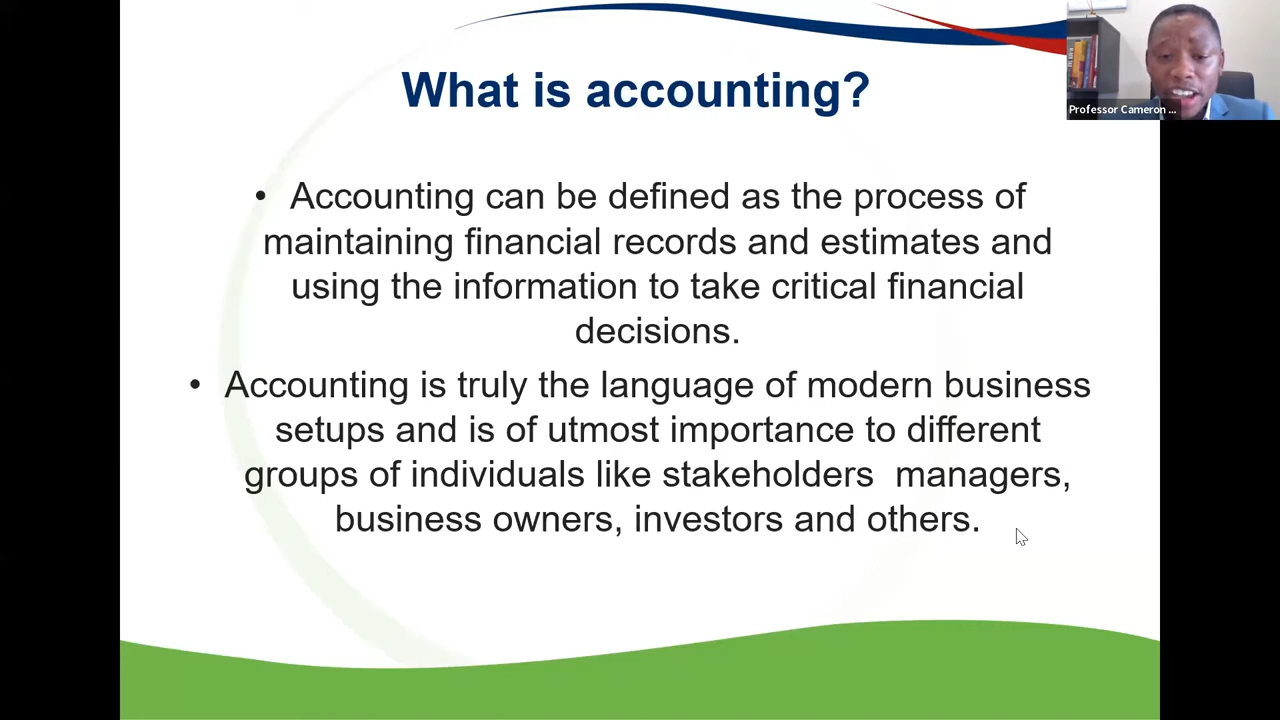 What is accounting?
Professor Cameron ...
• Accounting can be defined as the process of
maintaining financial records and estimates and
using the information to take critical financial
decisions.
• Accounting is truly the language of modern business
setups and is of utmost importance to different
groups of individuals like stakeholders  managers,
business owners, investors and others.